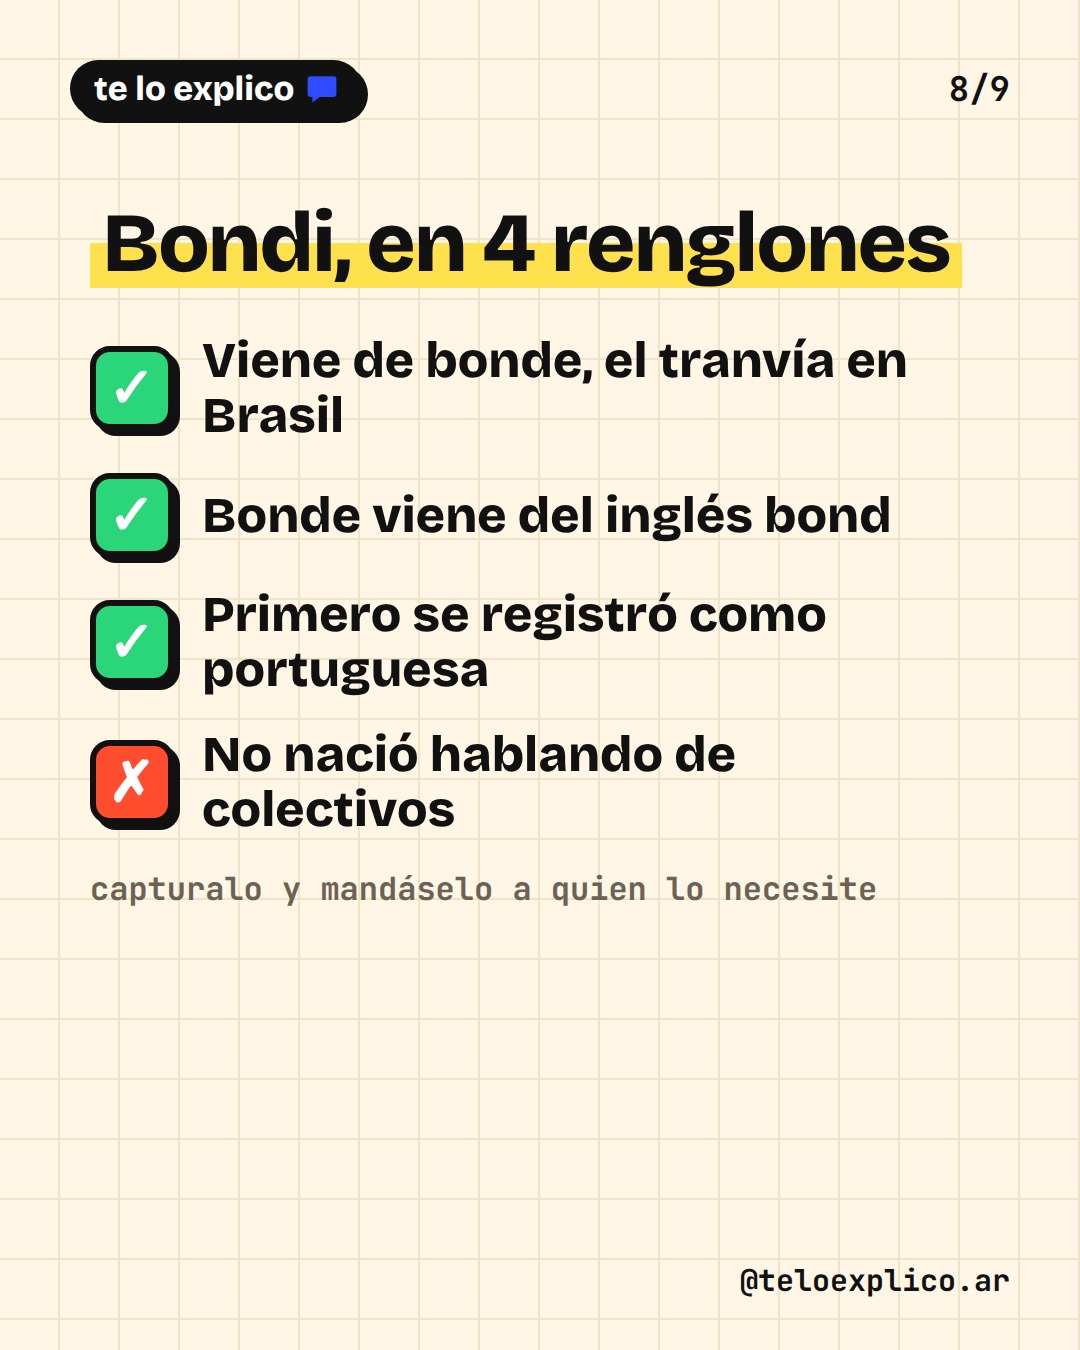 te lo explico
8/9
Bondi, en 4 renglones
✓ Viene de bonde, el tranvía en
Brasil
✓ Bonde viene del inglés bond
✓ Primero se registró como
portuguesa
✗ No nació hablando de
colectivos
capturalo y mandáselo a quien lo necesite
@teloexplico.ar